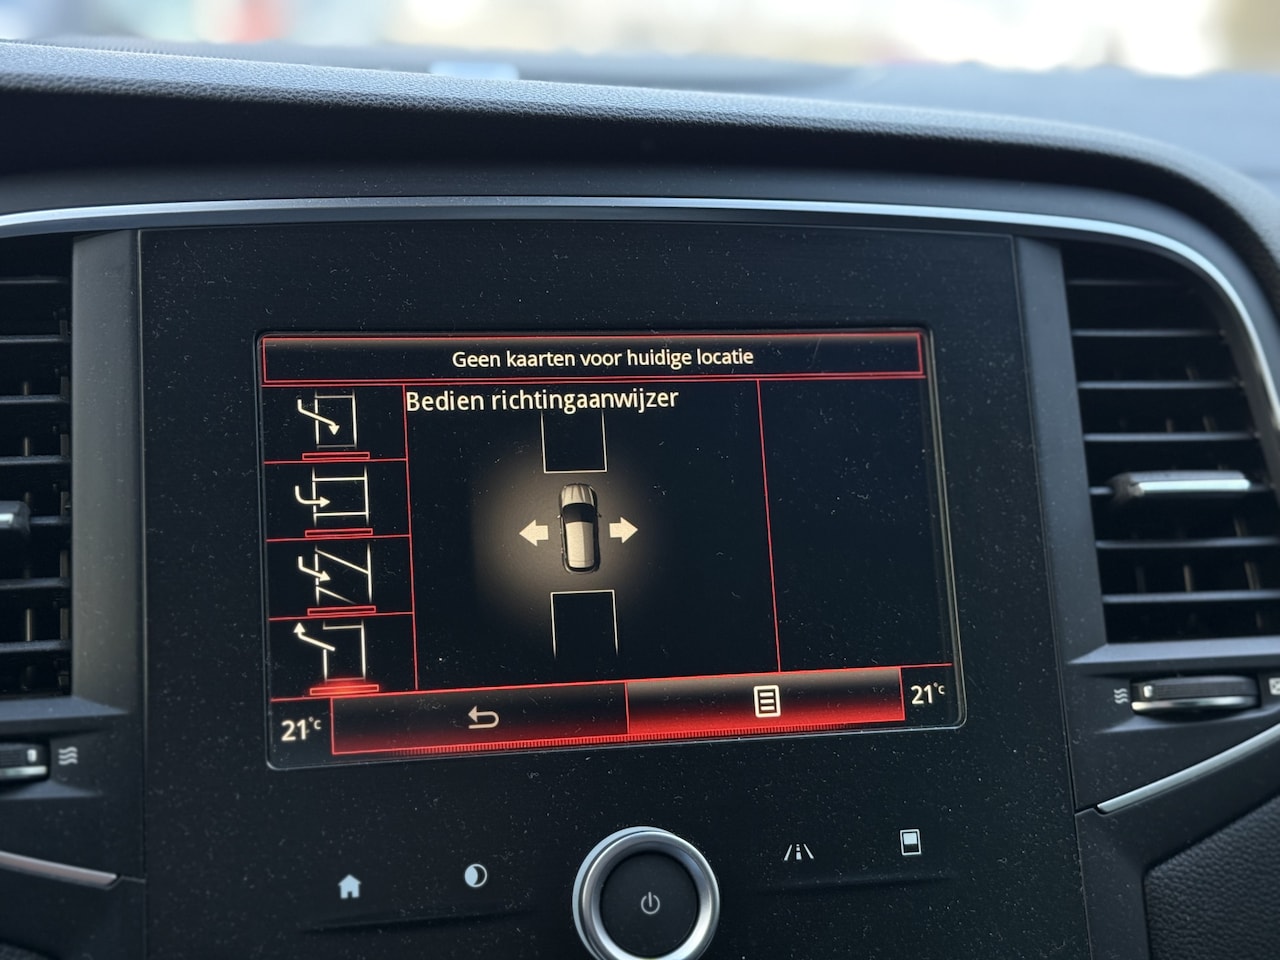 Geen kaarten voor huidige locatie
Bedien richtingaanwijzer
21°C
21°C